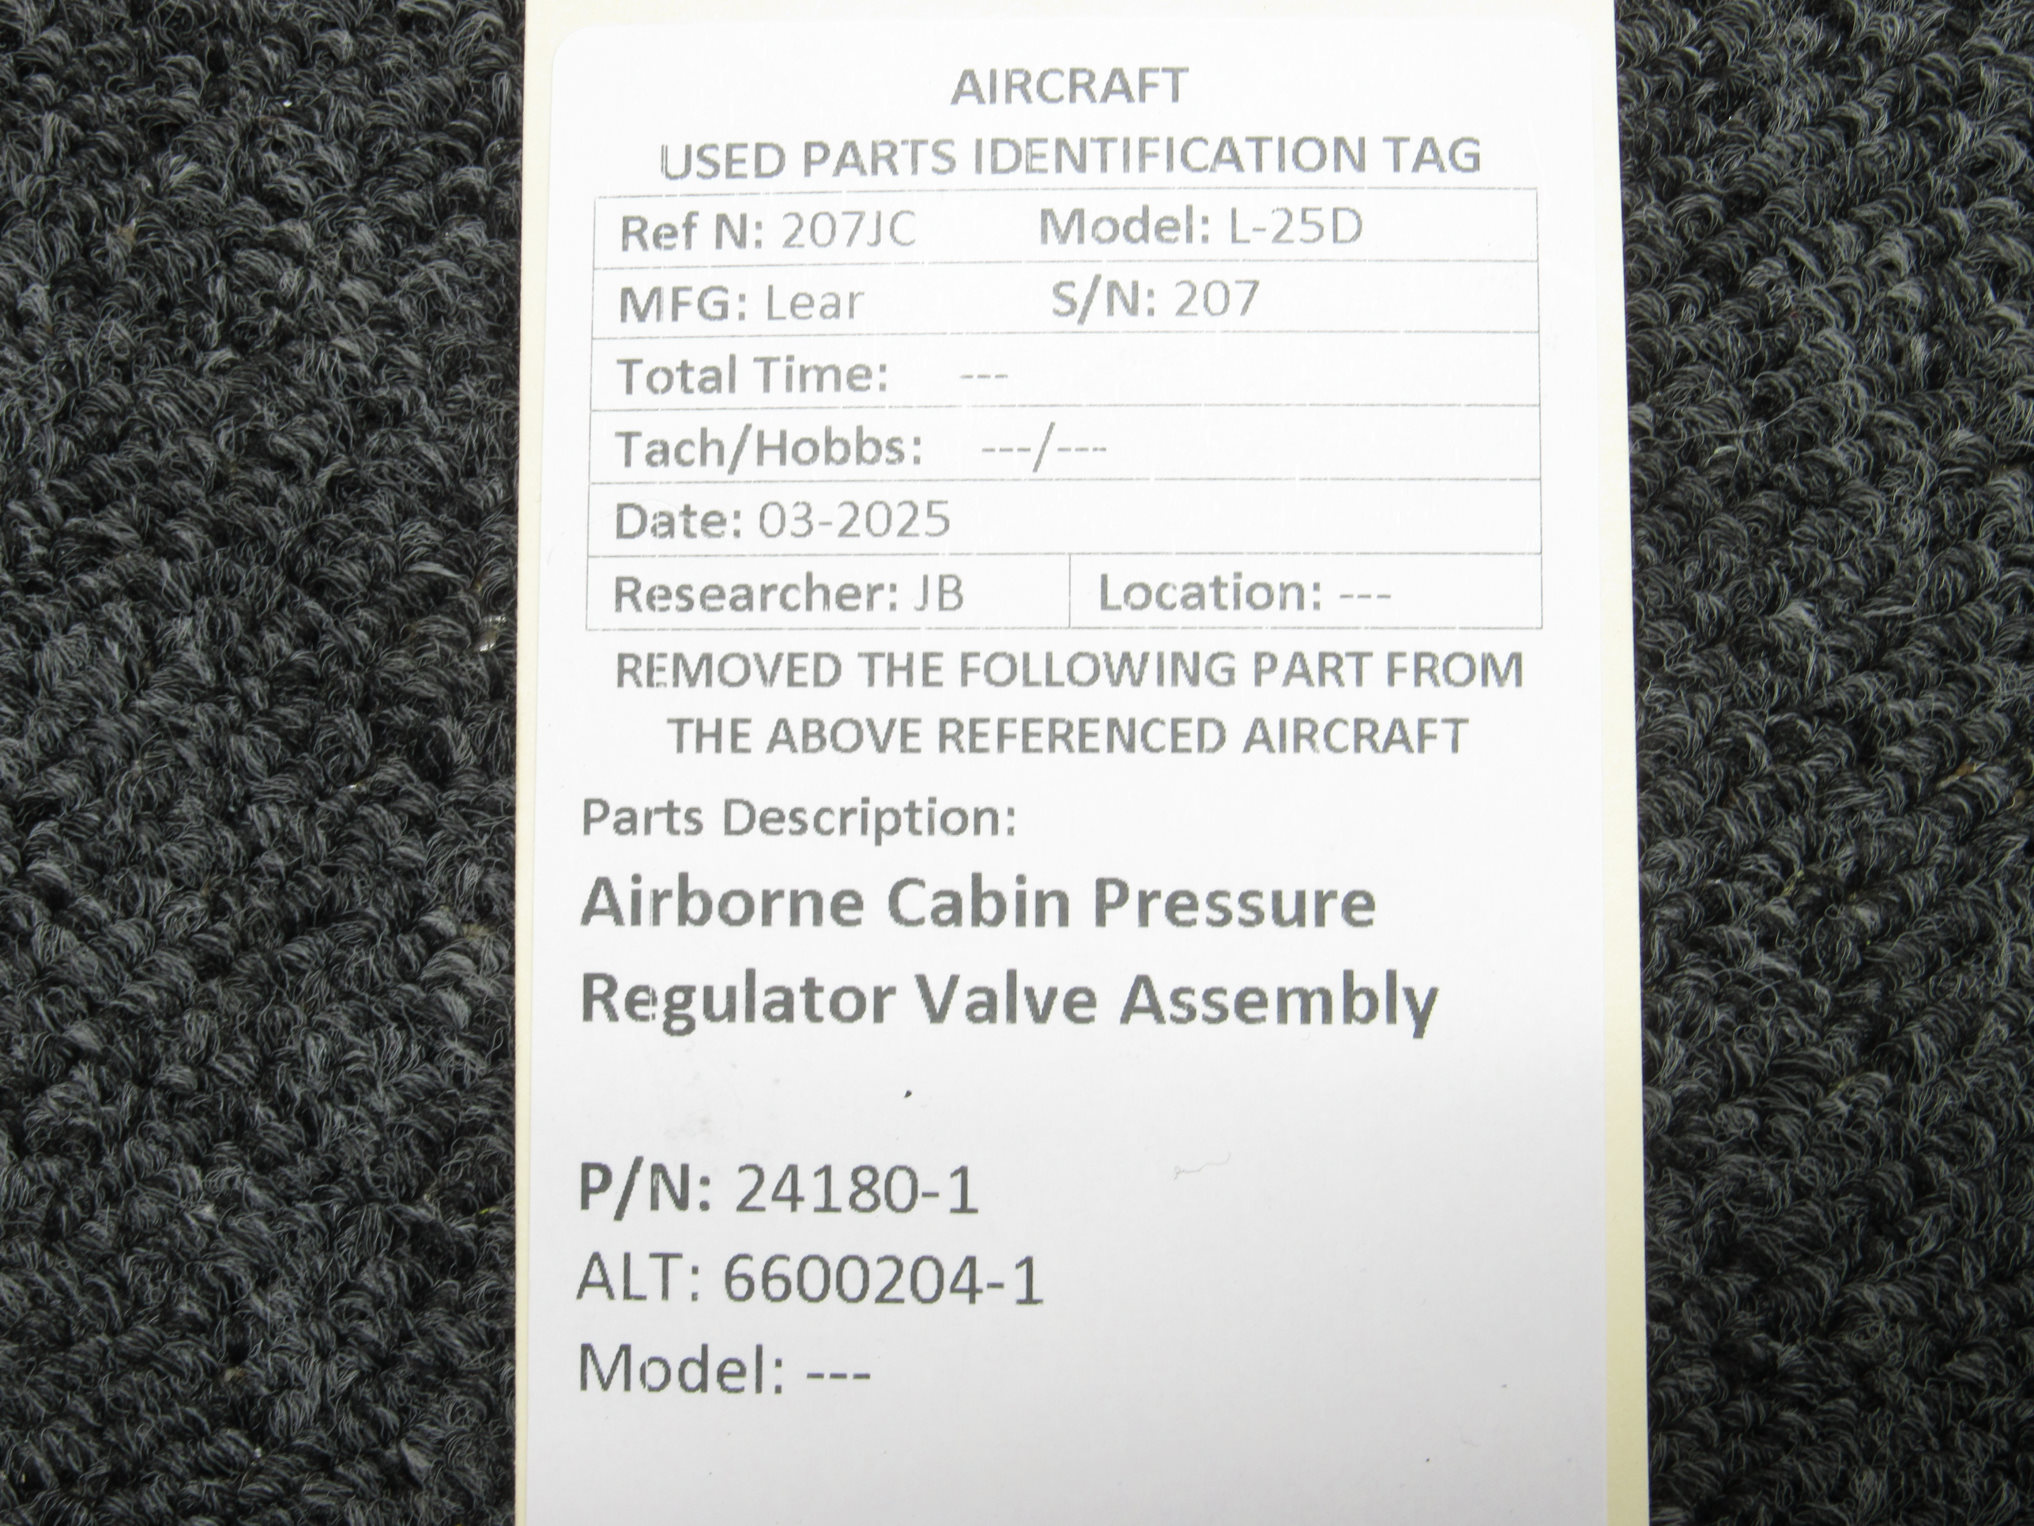 AIRCRAFT
USED PARTS IDENTIFICATION TAG
Ref N: 207JC Model: L-25D
MFG: Lear S/N: 207
Total Time: ---
Tach/Hobbs: ---/---
Date: 03-2025
Researcher: JB Location: ---
REMOVED THE FOLLOWING PART FROM
THE ABOVE REFERENCED AIRCRAFT
Parts Description:
Airborne Cabin Pressure
Regulator Valve Assembly
P/N: 24180-1
ALT: 6600204-1
Model: ---